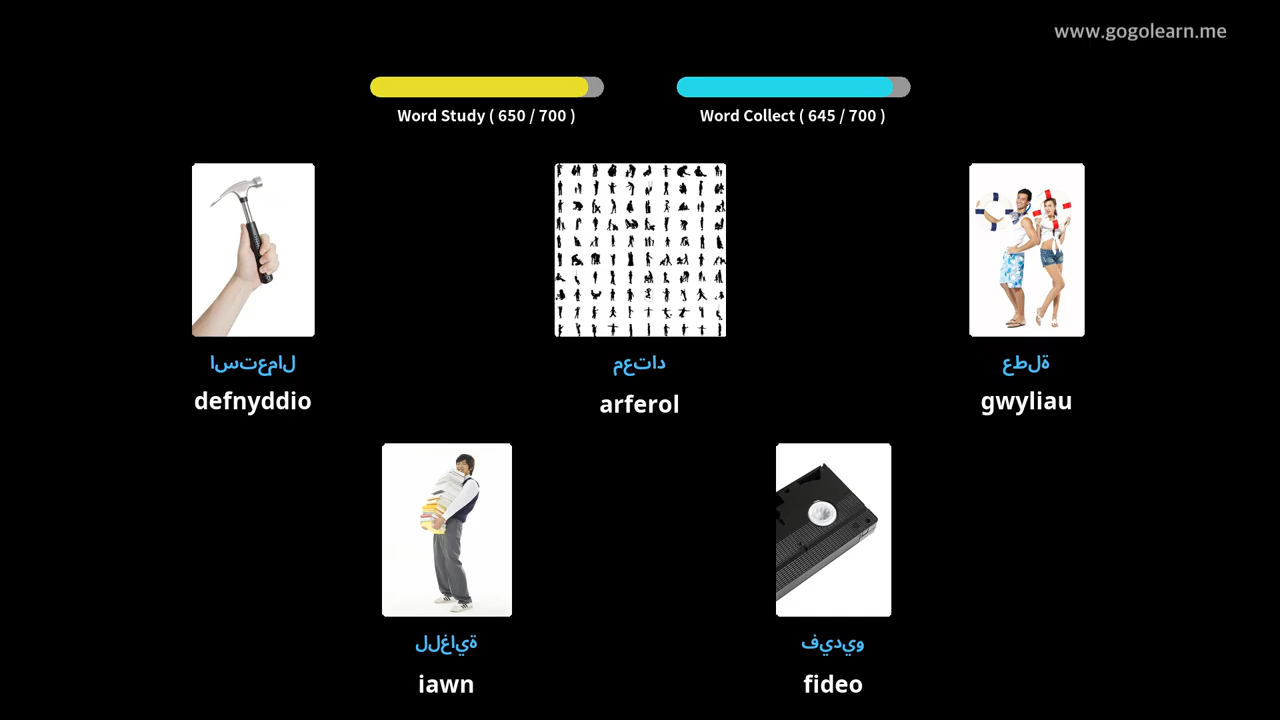 www.gogolearn.me
Word Study ( 650 / 700 )
Word Collect ( 645 / 700 )
استعمال
معتاد
عطلة
defnyddio
arferol
gwyliau
للغاية
فيديو
iawn
fideo